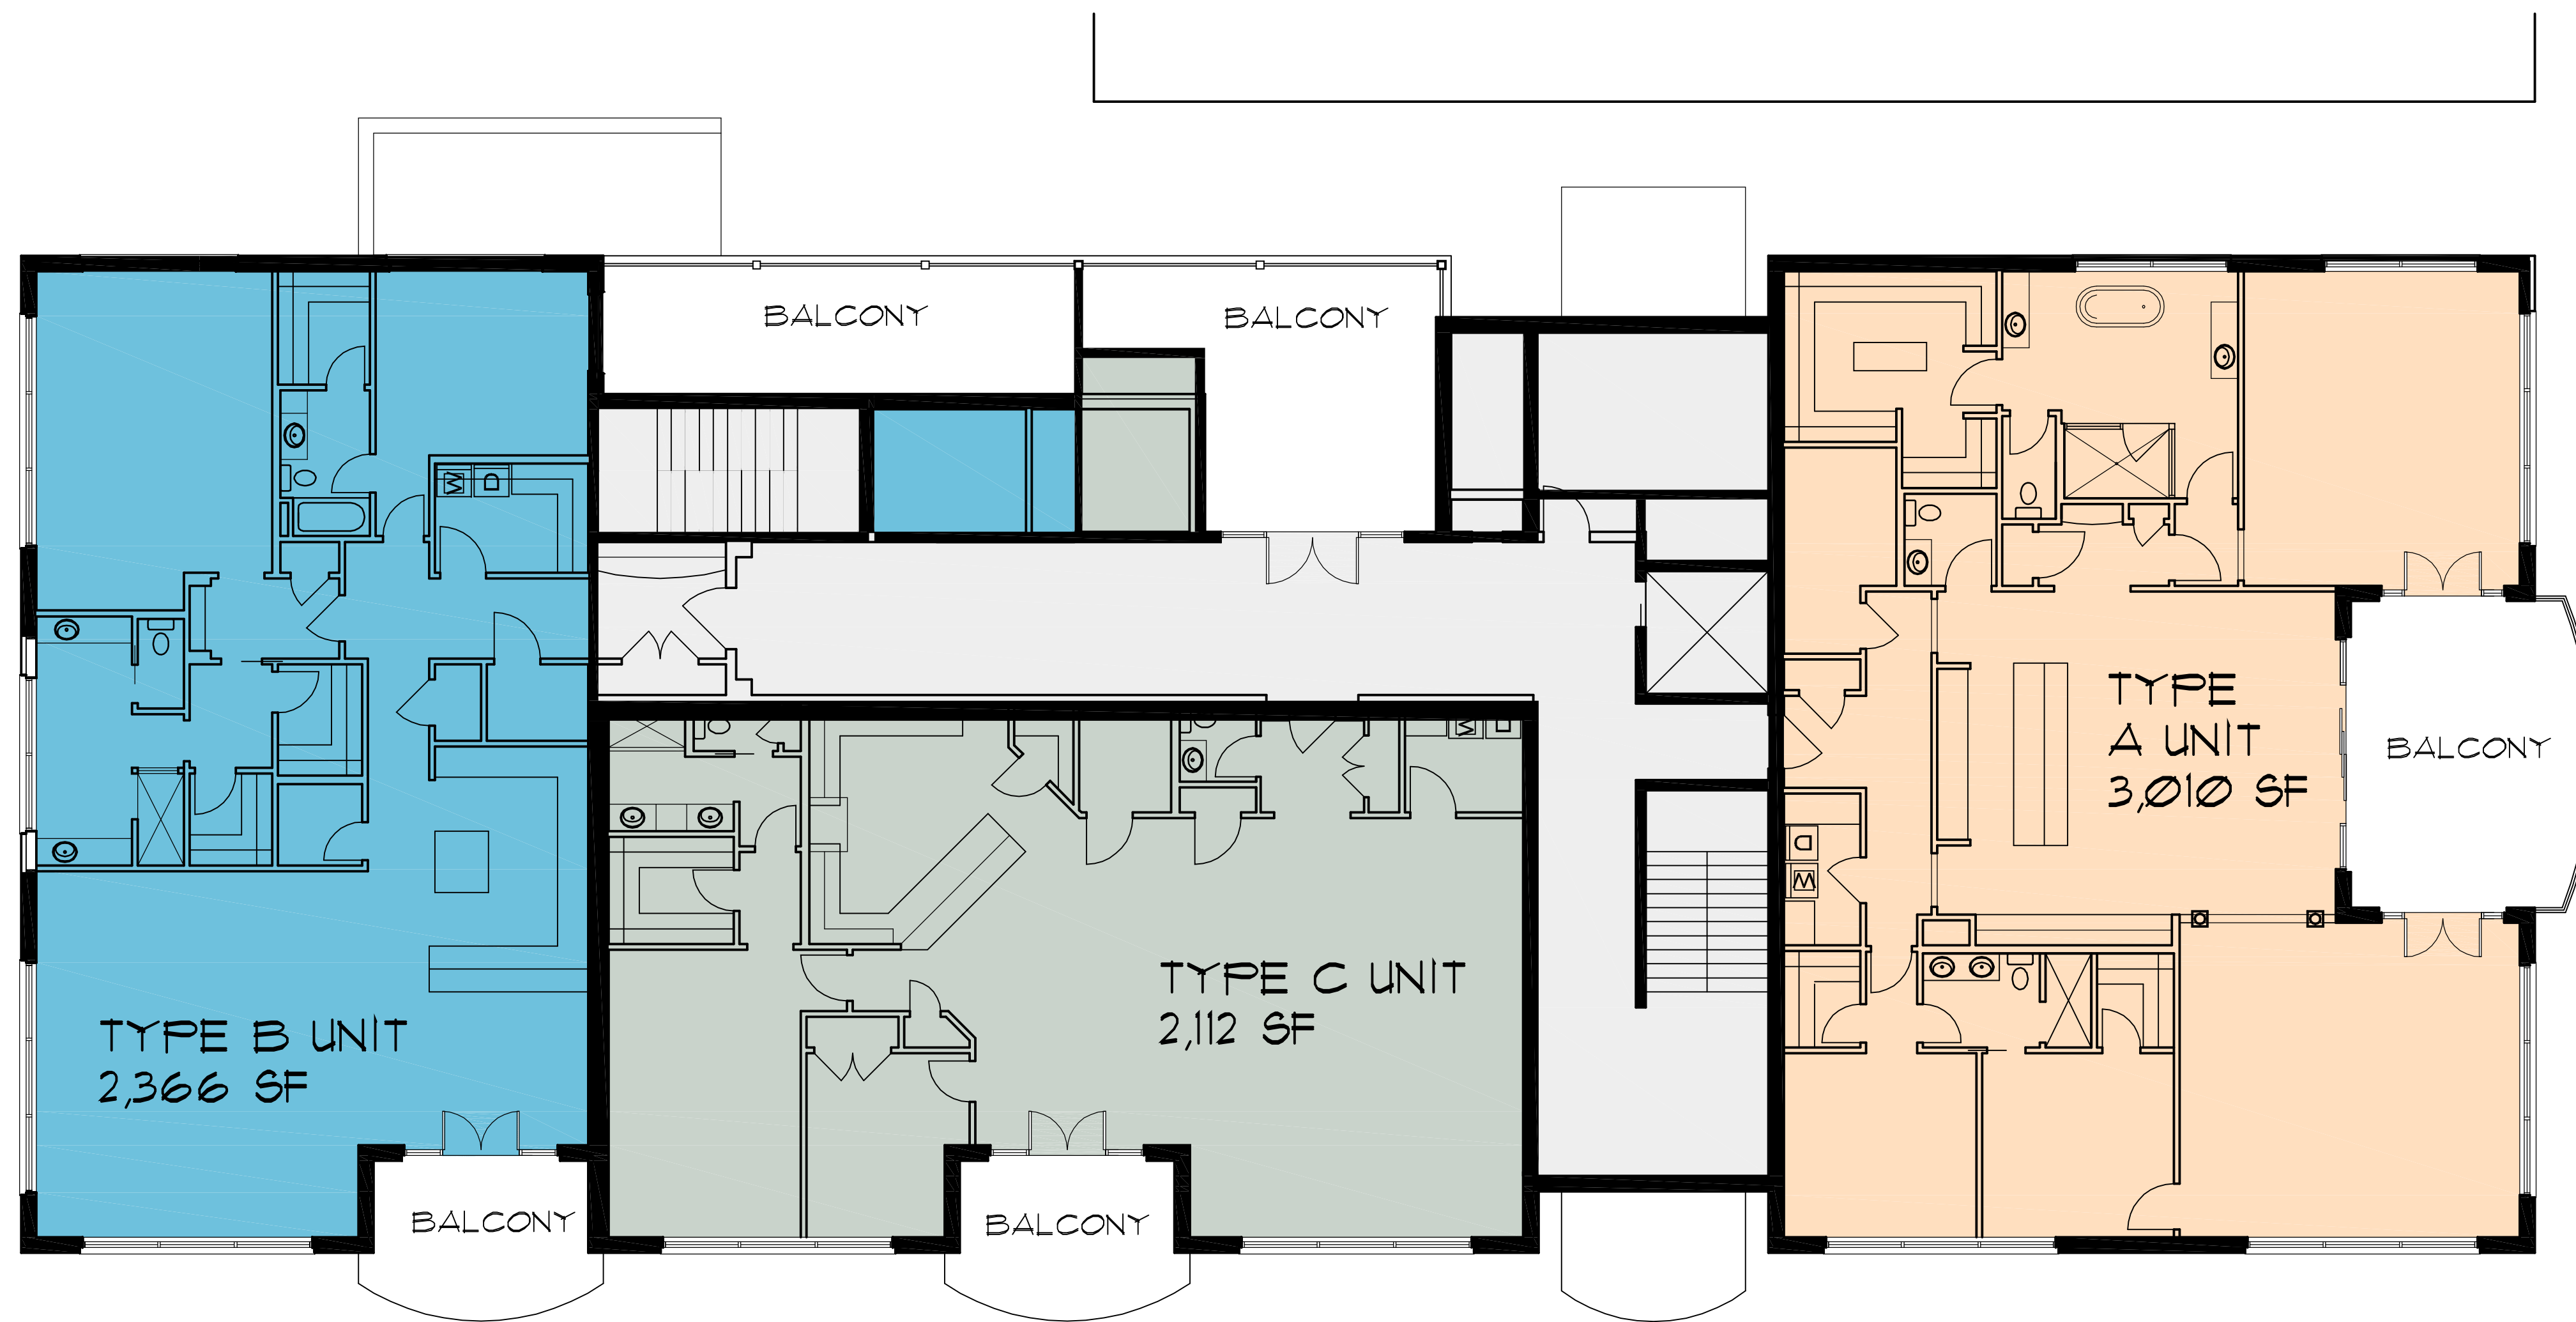 BALCONY
BALCONY
W D
TYPE
A UNIT
3,010 SF
BALCONY
W D
D
W
TYPE C UNIT
2,112 SF
TYPE B UNIT
2,366 SF
BALCONY
BALCONY